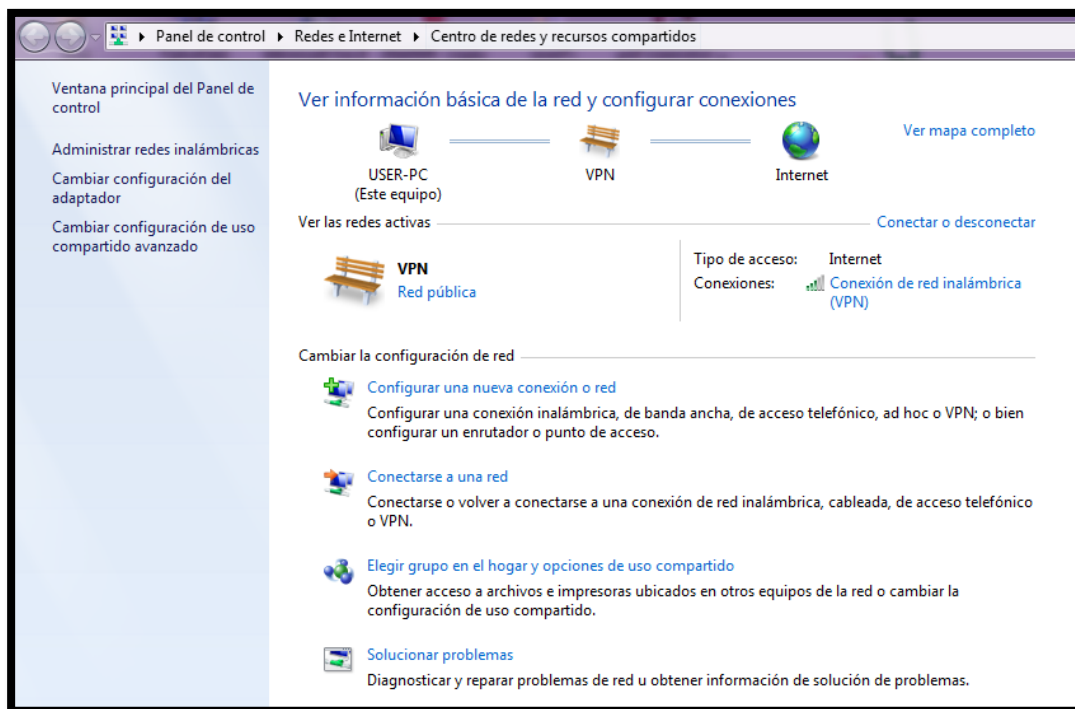 Panel de control Redes e Internet Centro de redes y recursos compartidos
Ventana principal del Panel de
control
Administrar redes inalámbricas
Cambiar configuración del
adaptador
Cambiar configuración de uso
compartido avanzado
Ver información básica de la red y configurar conexiones
Ver mapa completo
USER-PC
(Este equipo)
VPN
Internet
Ver las redes activas
Conectar o desconectar
VPN
Red pública
Tipo de acceso: Internet
Conexiones: Conexión de red inalámbrica
(VPN)
Cambiar la configuración de red
Configurar una nueva conexión o red
Configurar una conexión inalámbrica, de banda ancha, de acceso telefónico, ad hoc o VPN; o bien
configurar un enrutador o punto de acceso.
Conectarse a una red
Conectarse o volver a conectarse a una conexión de red inalámbrica, cableada, de acceso telefónico
o VPN.
Elegir grupo en el hogar y opciones de uso compartido
Obtener acceso a archivos e impresoras ubicados en otros equipos de la red o cambiar la
configuración de uso compartido.
Solucionar problemas
Diagnosticar y reparar problemas de red u obtener información de solución de problemas.